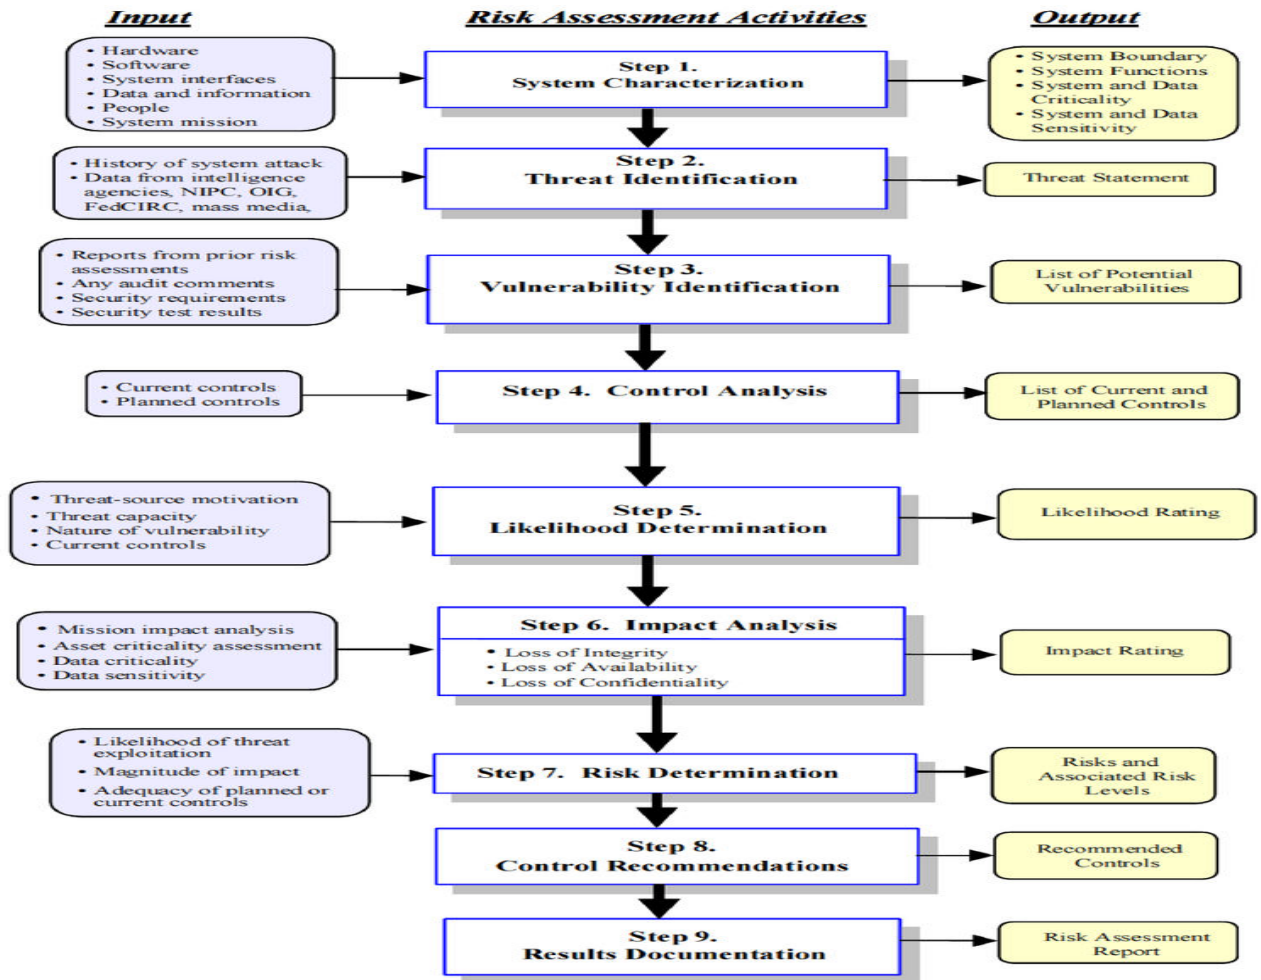 Input
Risk Assessment Activities
Output
• Hardware
• Software
• System interfaces
• Data and information
• People
• System mission
Step 1.
System Characterization
• System Boundary
• System Functions
• System and Data
Criticality
• System and Data
Sensitivity
• History of system attack
• Data from intelligence
agencies, NIPC, OIG,
FedCIRC, mass media,
Step 2.
Threat Identification
Threat Statement
• Reports from prior risk
assessments
• Any audit comments
• Security requirements
• Security test results
Step 3.
Vulnerability Identification
List of Potential
Vulnerabilities
• Current controls
• Planned controls
Step 4. Control Analysis
List of Current and
Planned Controls
• Threat-source motivation
• Threat capacity
• Nature of vulnerability
• Current controls
Step 5.
Likelihood Determination
Likelihood Rating
• Mission impact analysis
• Asset criticality assessment
• Data criticality
• Data sensitivity
Step 6. Impact Analysis
• Loss of Integrity
• Loss of Availability
• Loss of Confidentiality
Impact Rating
• Likelihood of threat
exploitation
• Magnitude of impact
• Adequacy of planned or
current controls
Step 7. Risk Determination
Risks and
Associated Risk
Levels
Step 8.
Control Recommendations
Recommended
Controls
Step 9.
Results Documentation
Risk Assessment
Report